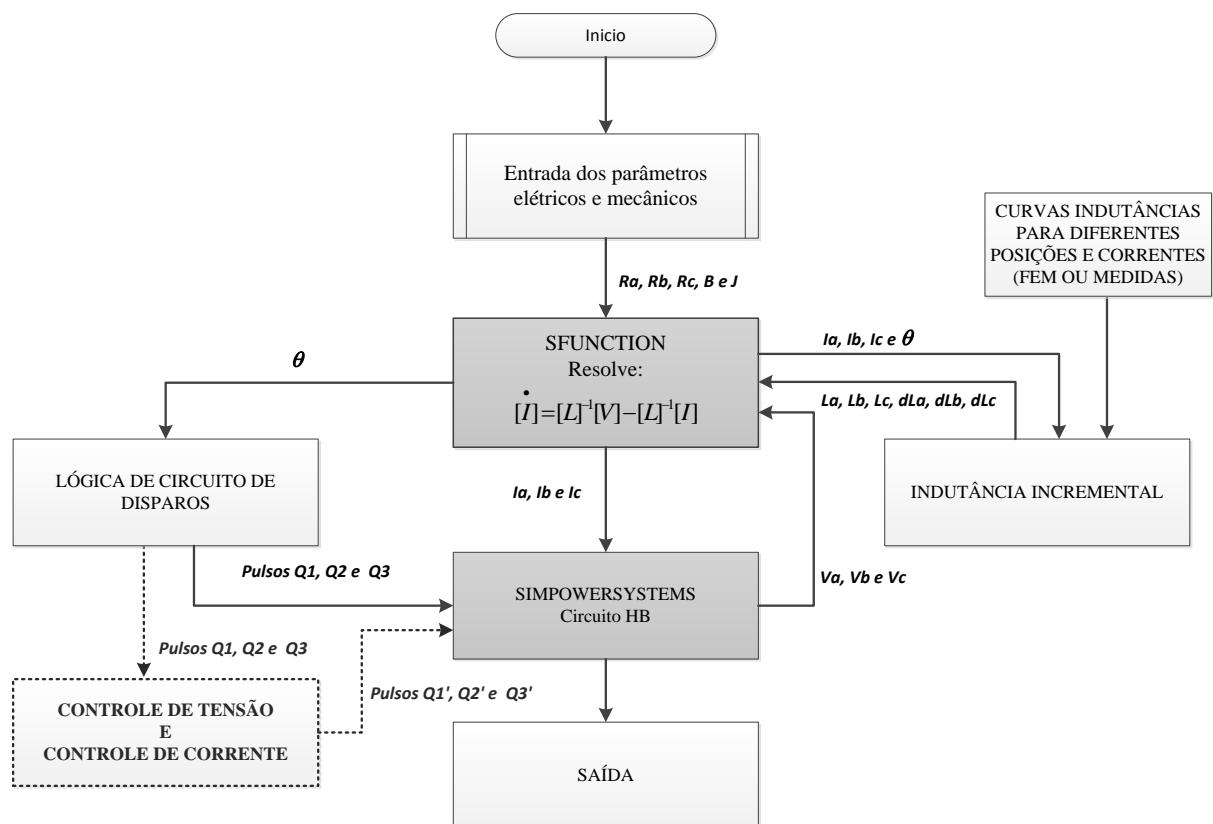 Inicio
Entrada dos parâmetros
elétricos e mecânicos
CURVAS INDUTÂNCIAS
PARA DIFERENTES
POSIÇÕES E CORRENTES
(FEM OU MEDIDAS)
Ra, Rb, Rc, B e J
SFUNCTION
Resolve:
[İ]=[L]⁻¹[V]−[L]⁻¹[I]
Ia, Ib, Ic e θ
θ
La, Lb, Lc, dLa, dLb, dLc
LÓGICA DE CIRCUITO DE
DISPAROS
INDUTÂNCIA INCREMENTAL
Ia, Ib e Ic
Pulsos Q1, Q2 e Q3
SIMPOWERSYSTEMS
Circuito HB
Va, Vb e Vc
Pulsos Q1, Q2 e Q3
Pulsos Q1', Q2' e Q3'
CONTROLE DE TENSÃO
E
CONTROLE DE CORRENTE
SAÍDA